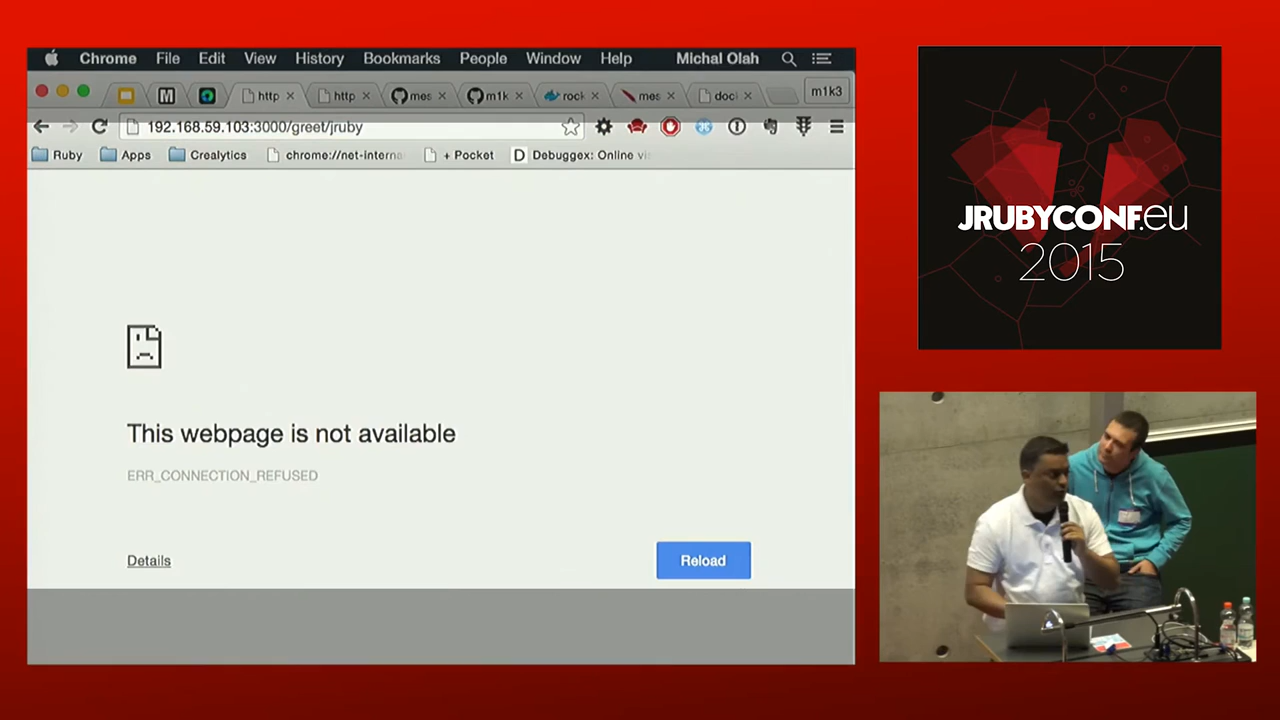 Chrome File Edit View History Bookmarks People Window Help Michal Olah
http http mes m1k rock mes doc m1k3
192.168.59.103:3000/greet/jruby
Ruby Apps Crealytics chrome://net-interna + Pocket D Debuggex: Online vi
This webpage is not available
ERR_CONNECTION_REFUSED
Details
Reload
JRUBYCONF.eu
2015